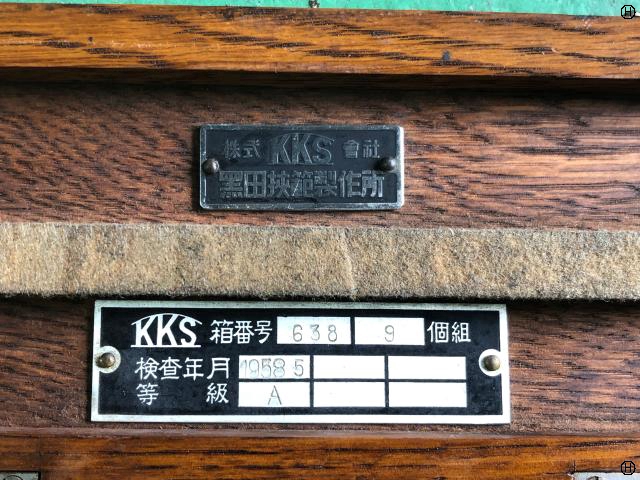 株式 KKS 會社
黑田挾範製作所
KKS 箱番号 638 9 個組
検査年月 1958 5
等級 A